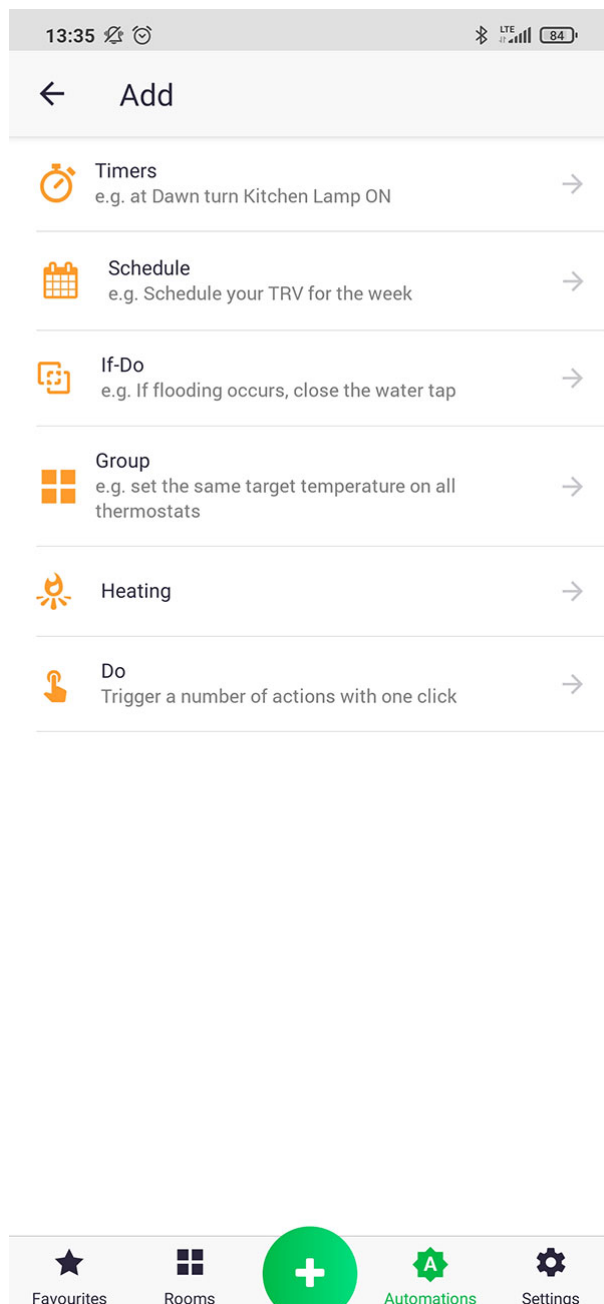 13:35 LTE 84
Add
Timers
e.g. at Dawn turn Kitchen Lamp ON
Schedule
e.g. Schedule your TRV for the week
If-Do
e.g. If flooding occurs, close the water tap
Group
e.g. set the same target temperature on all
thermostats
Heating
Do
Trigger a number of actions with one click
A
Favourites Rooms Automations Settings